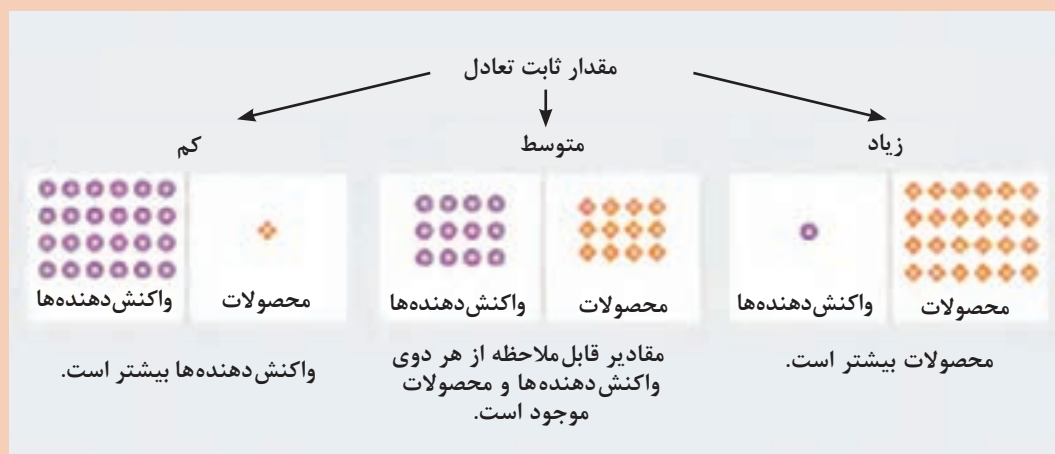 مقدار ثابت تعادل
زیاد
متوسط
کم
واکنش‌دهنده‌ها
محصولات
محصولات بیشتر است.
واکنش‌دهنده‌ها
محصولات
مقادیر قابل‌ملاحظه از هر دوی
واکنش‌دهنده‌ها و محصولات
موجود است.
واکنش‌دهنده‌ها
محصولات
واکنش‌دهنده‌ها بیشتر است.